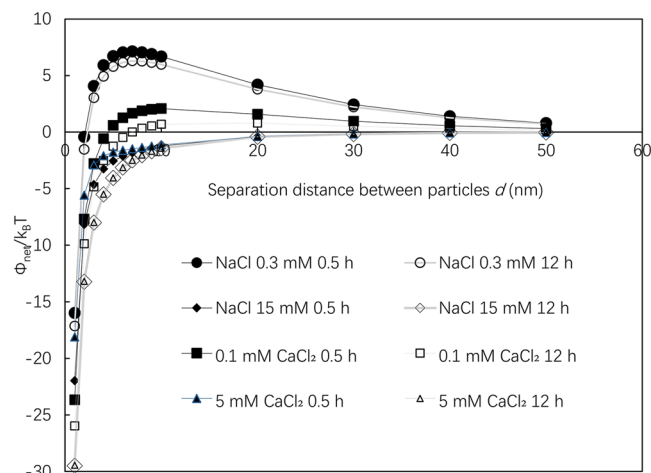 10
5
0
0 10 20 30 40 50 60
-5
Separation distance between particles d (nm)
-10
Φnet/kBT
NaCl 0.3 mM 0.5 h NaCl 0.3 mM 12 h
-15
NaCl 15 mM 0.5 h NaCl 15 mM 12 h
0.1 mM CaCl₂ 0.5 h 0.1 mM CaCl₂ 12 h
-20
5 mM CaCl₂ 0.5 h 5 mM CaCl₂ 12 h
-25
-30